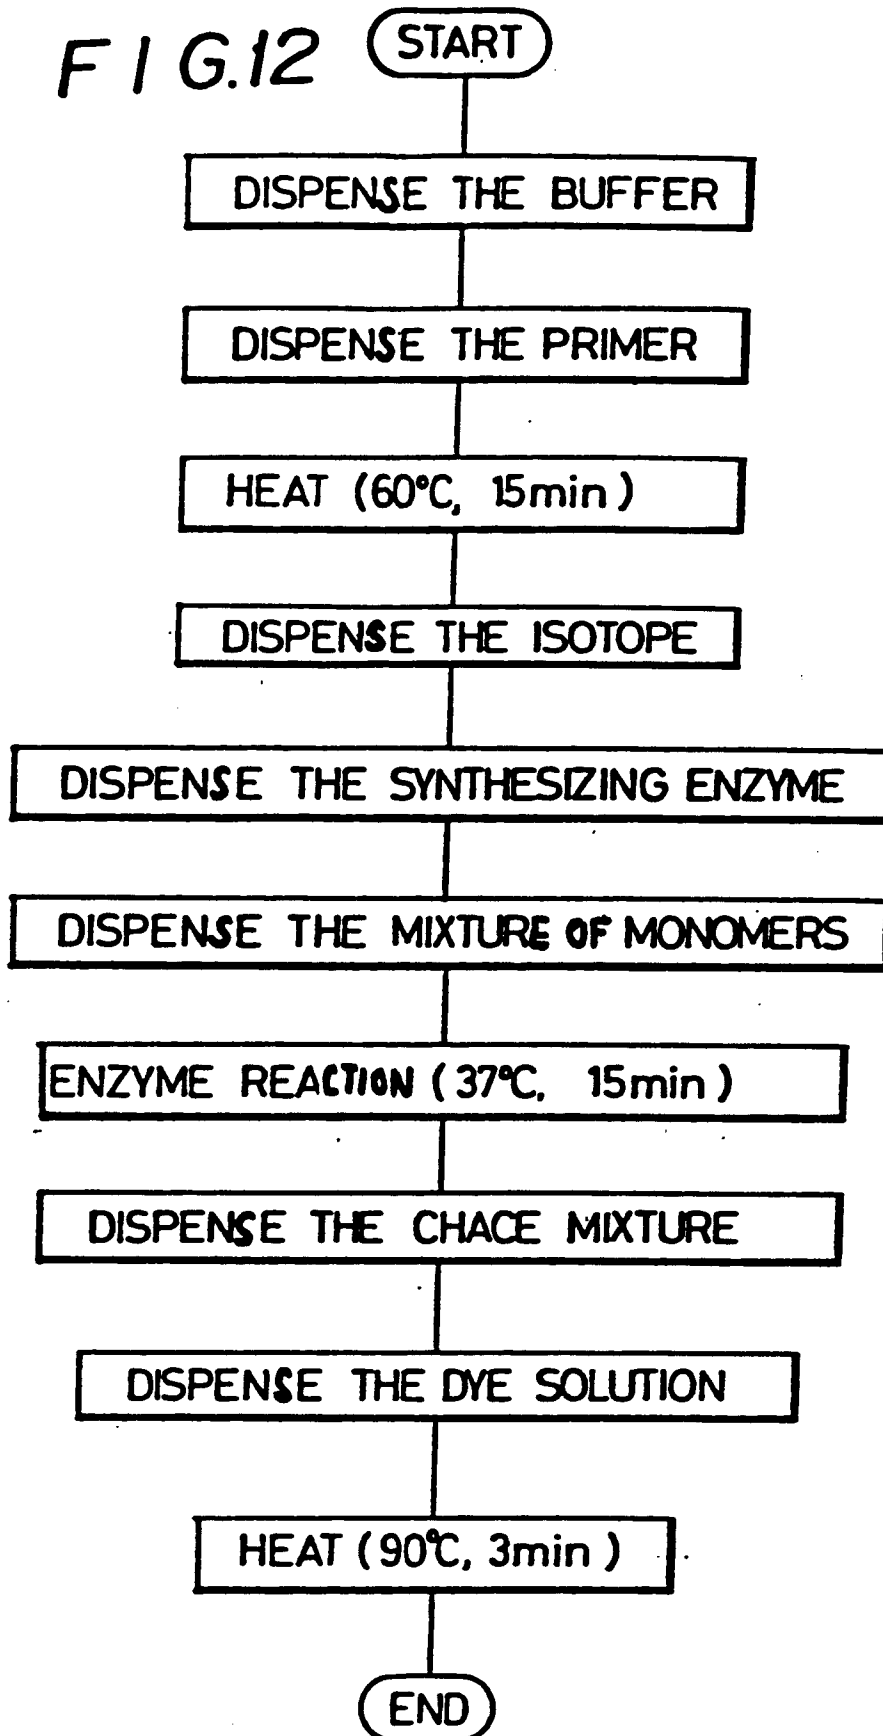 FIG.12
START
DISPENSE THE BUFFER
DISPENSE THE PRIMER
HEAT (60°C, 15min)
DISPENSE THE ISOTOPE
DISPENSE THE SYNTHESIZING ENZYME
DISPENSE THE MIXTURE OF MONOMERS
ENZYME REACTION (37°C, 15min)
DISPENSE THE CHACE MIXTURE
DISPENSE THE DYE SOLUTION
HEAT (90°C, 3min)
END